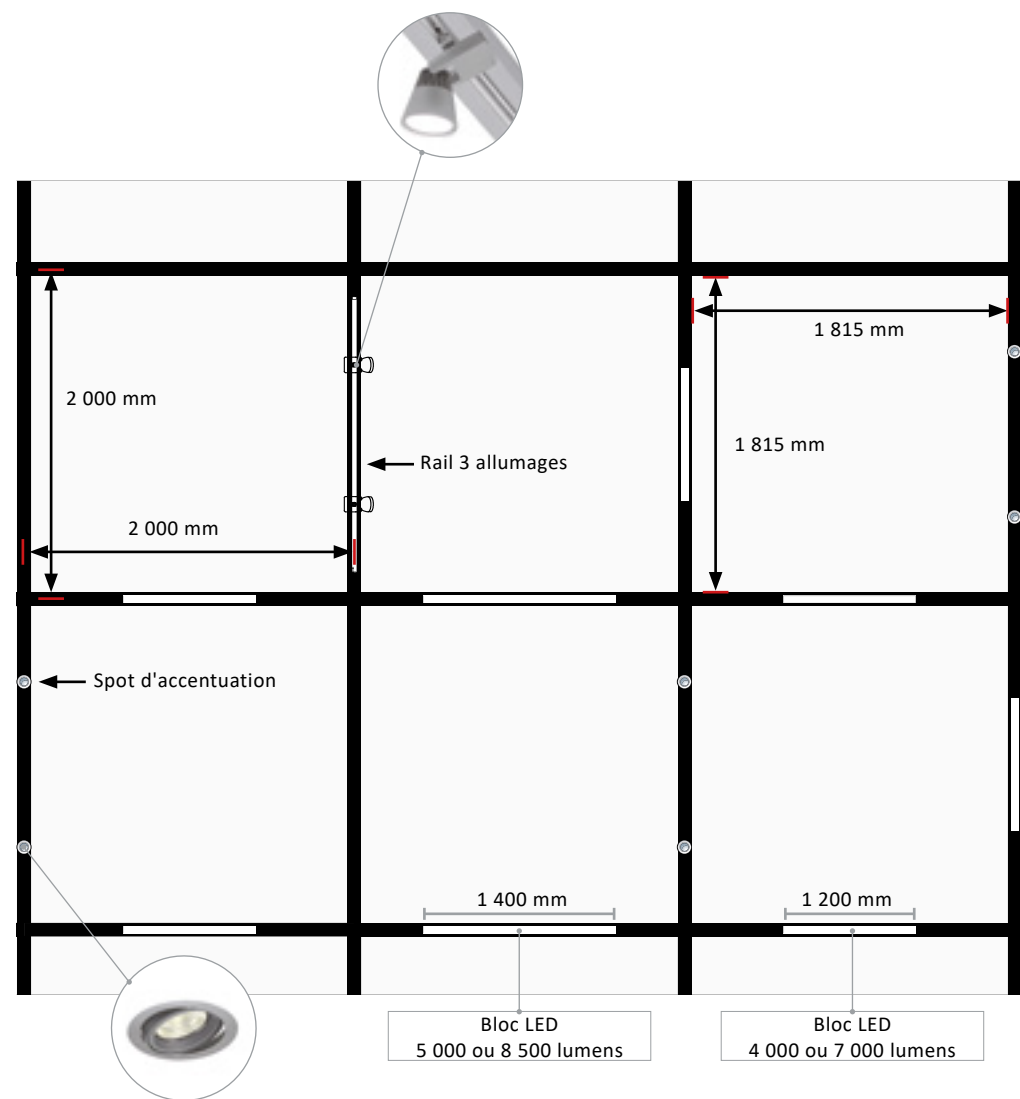 1 815 mm
2 000 mm
1 815 mm
Rail 3 allumages
2 000 mm
Spot d'accentuation
1 400 mm
1 200 mm
Bloc LED
5 000 ou 8 500 lumens
Bloc LED
4 000 ou 7 000 lumens